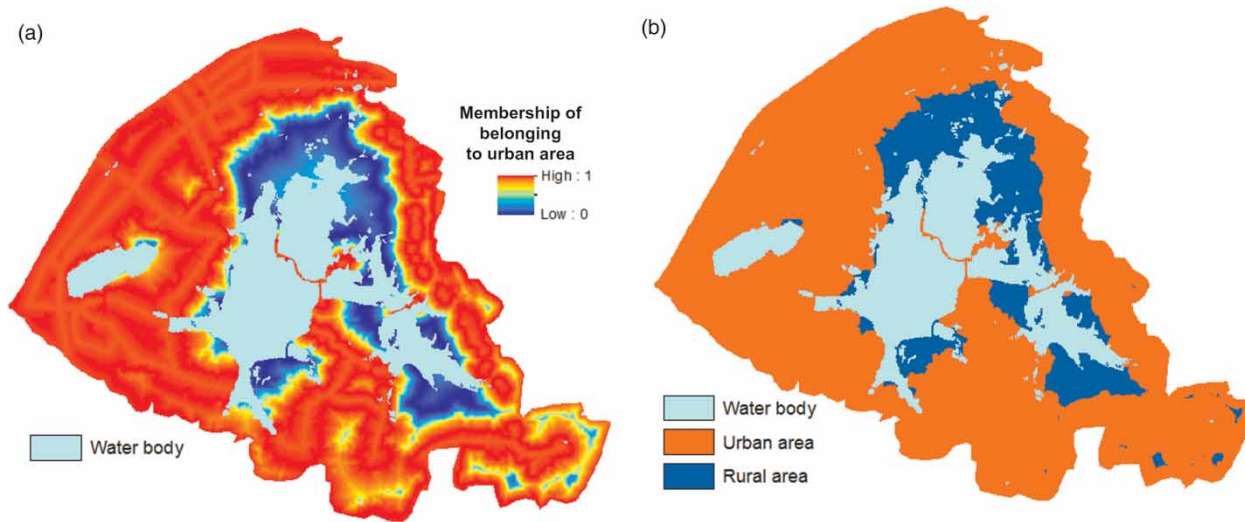 (a)
Membership of
belonging
to urban area
High : 1
Low : 0
Water body
(b)
Water body
Urban area
Rural area